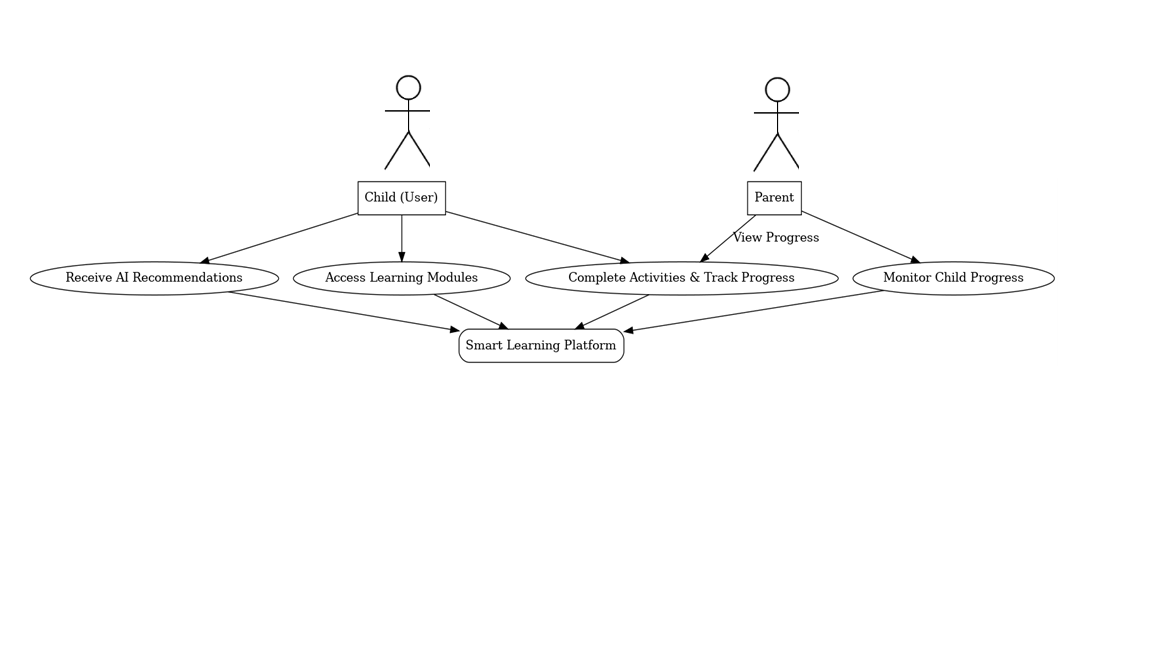 Child (User)
Parent
View Progress
Receive AI Recommendations
Access Learning Modules
Complete Activities & Track Progress
Monitor Child Progress
Smart Learning Platform